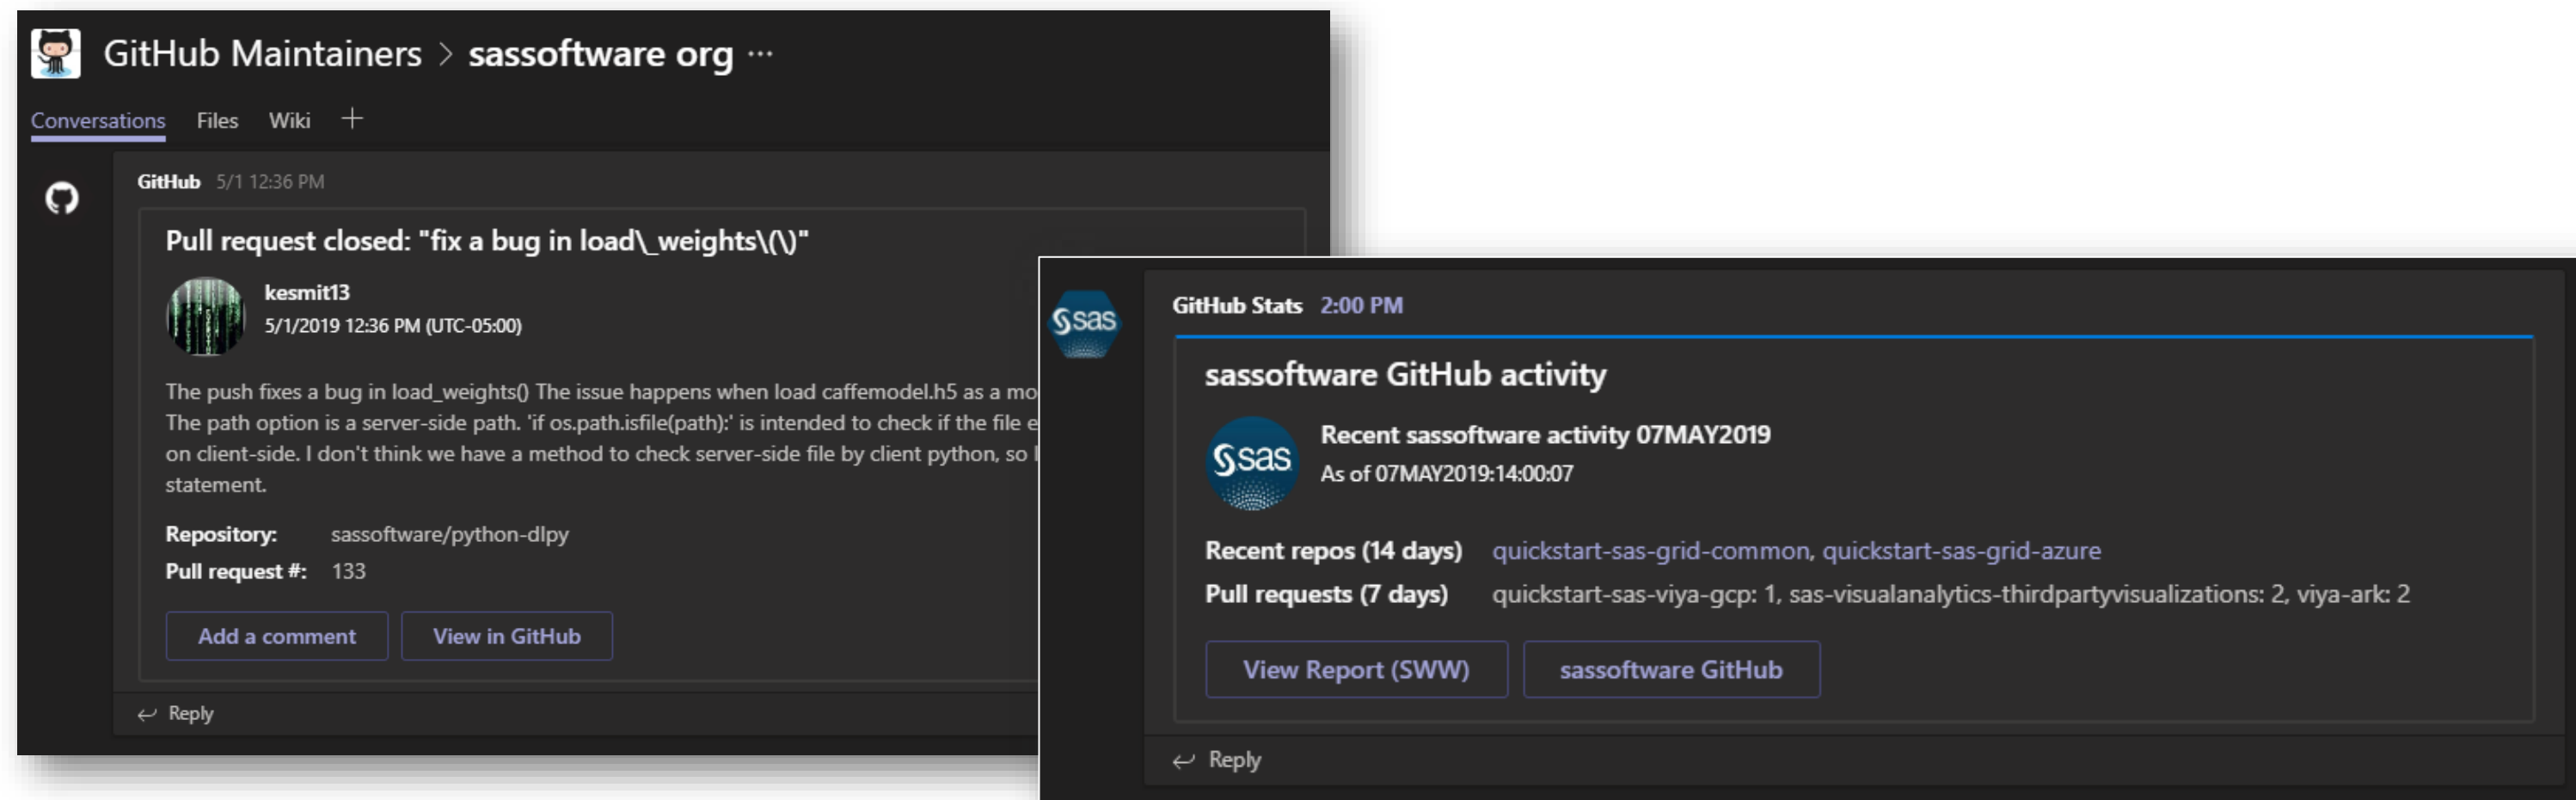 GitHub Maintainers > sassoftware org ...
Conversations Files Wiki +
GitHub 5/1 12:36 PM
Pull request closed: "fix a bug in load\_weights\(\)"
kesmit13
5/1/2019 12:36 PM (UTC-05:00)
The push fixes a bug in load_weights() The issue happens when load caffemodel.h5 as a mo
The path option is a server-side path. 'if os.path.isfile(path):' is intended to check if the file e
on client-side. I don't think we have a method to check server-side file by client python, so
statement.
Repository: sassoftware/python-dlpy
Pull request #: 133
Add a comment View in GitHub
Reply
sas
GitHub Stats 2:00 PM
sassoftware GitHub activity
sas
Recent sassoftware activity 07MAY2019
As of 07MAY2019:14:00:07
Recent repos (14 days) quickstart-sas-grid-common, quickstart-sas-grid-azure
Pull requests (7 days) quickstart-sas-viya-gcp: 1, sas-visualanalytics-thirdpartyvisualizations: 2, viya-ark: 2
View Report (SWW) sassoftware GitHub
Reply